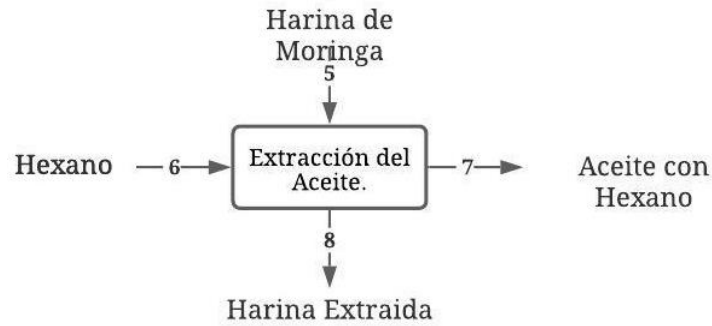 Harina de
Moringa
5
Hexano
6
Extracción del
Aceite.
7
Aceite con
Hexano
8
Harina Extraida